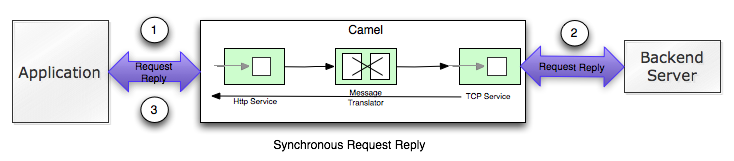 1
Camel
2
Application
Request
Reply
Request Reply
Backend
Server
3
Http Service
Message
Translator
TCP Service
Synchronous Request Reply